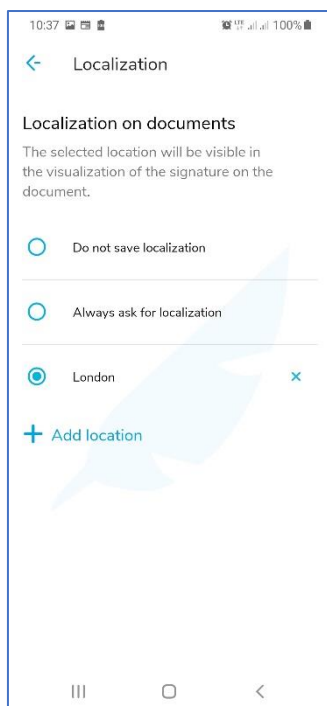 10:37 100%
Localization
Localization on documents
The selected location will be visible in
the visualization of the signature on the
document.
Do not save localization
Always ask for localization
London
Add location